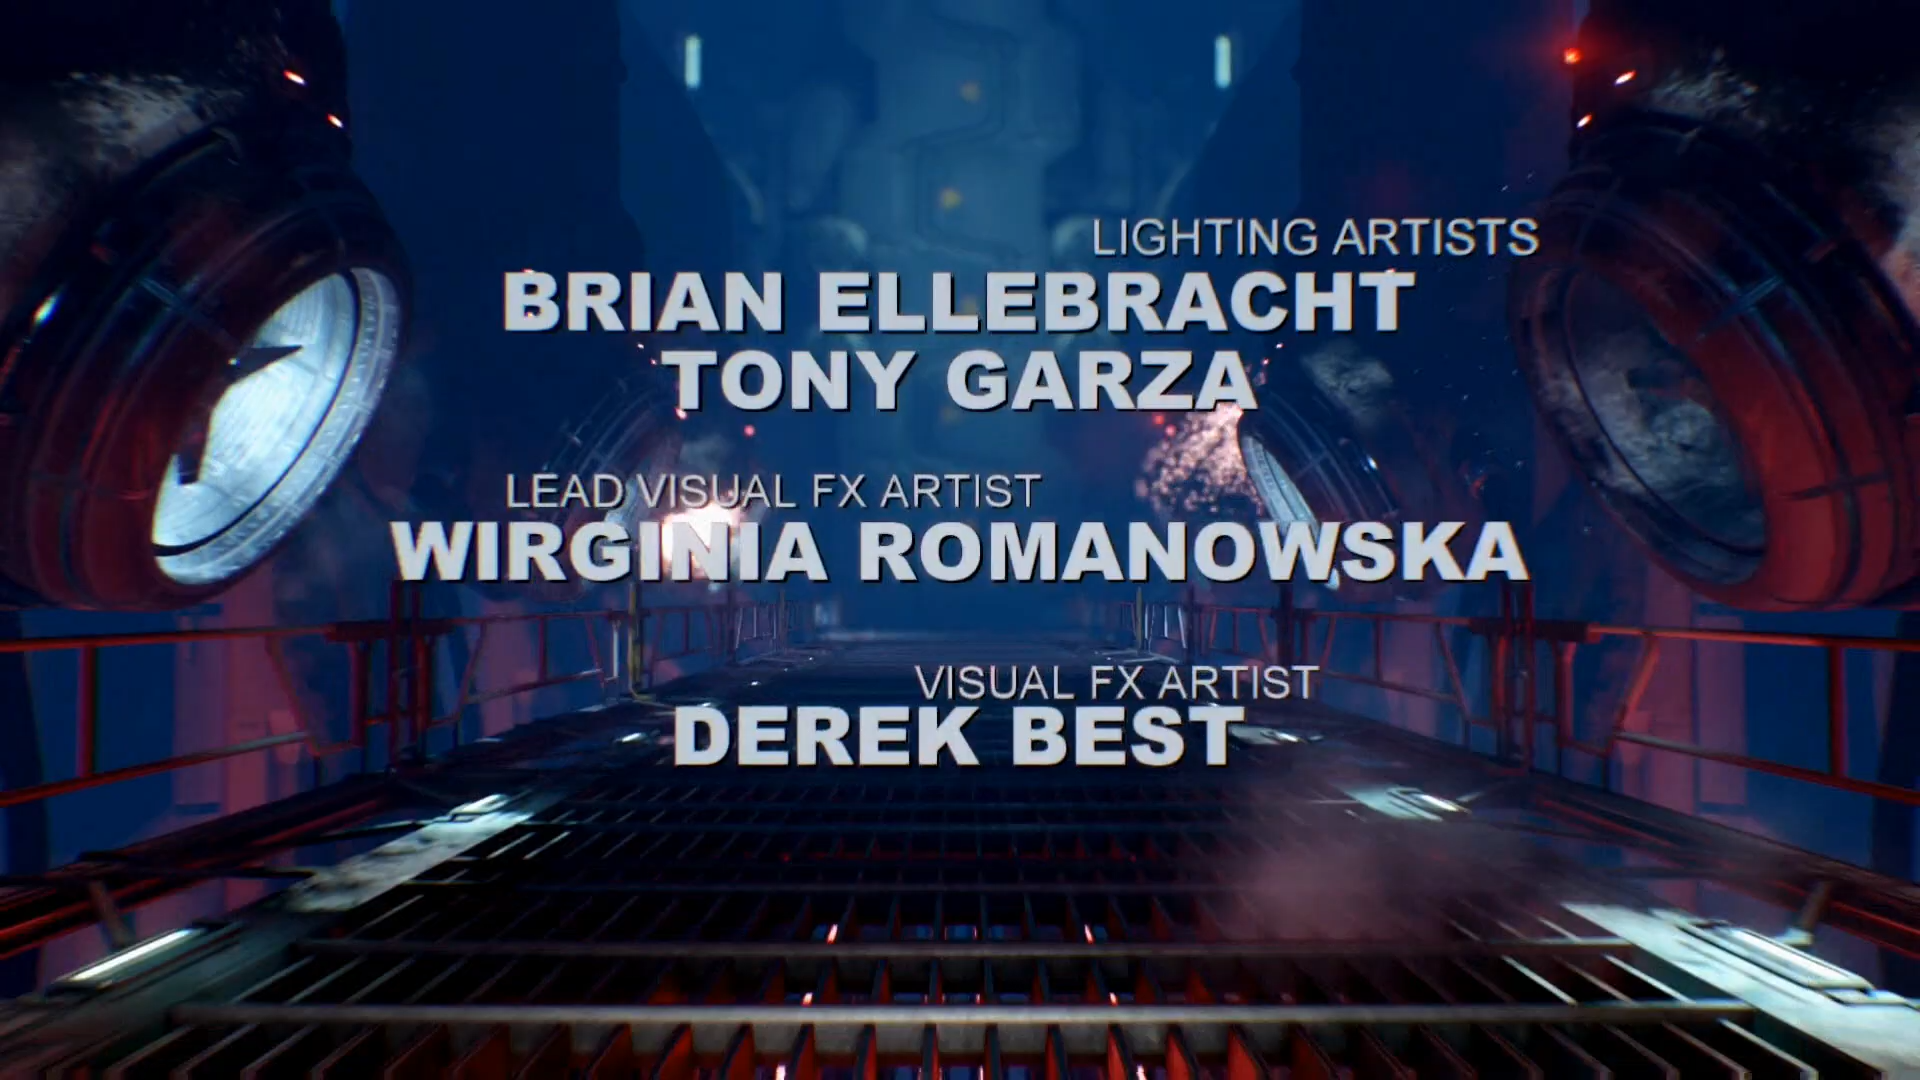 LIGHTING ARTISTS
BRIAN ELLEBRACHT
TONY GARZA
LEAD VISUAL FX ARTIST
WIRGINIA ROMANOWSKA
VISUAL FX ARTIST
DEREK BEST